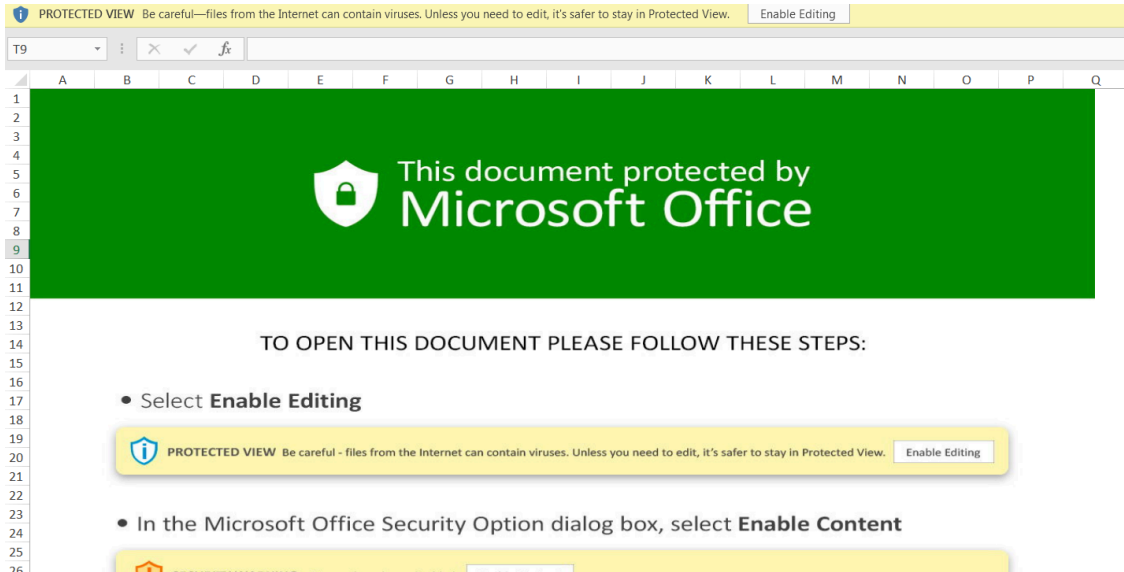 PROTECTED VIEW Be careful—files from the Internet can contain viruses. Unless you need to edit, it's safer to stay in Protected View. Enable Editing
T9 fx
A B C D E F G H I J K L M N O P Q
1
2
3
4
5
6
7
8
9
10
11
12
13
14
15
16
17
18
19
20
21
22
23
24
25
26
This document protected by
Microsoft Office
TO OPEN THIS DOCUMENT PLEASE FOLLOW THESE STEPS:
• Select Enable Editing
PROTECTED VIEW Be careful - files from the Internet can contain viruses. Unless you need to edit, it's safer to stay in Protected View. Enable Editing
• In the Microsoft Office Security Option dialog box, select Enable Content